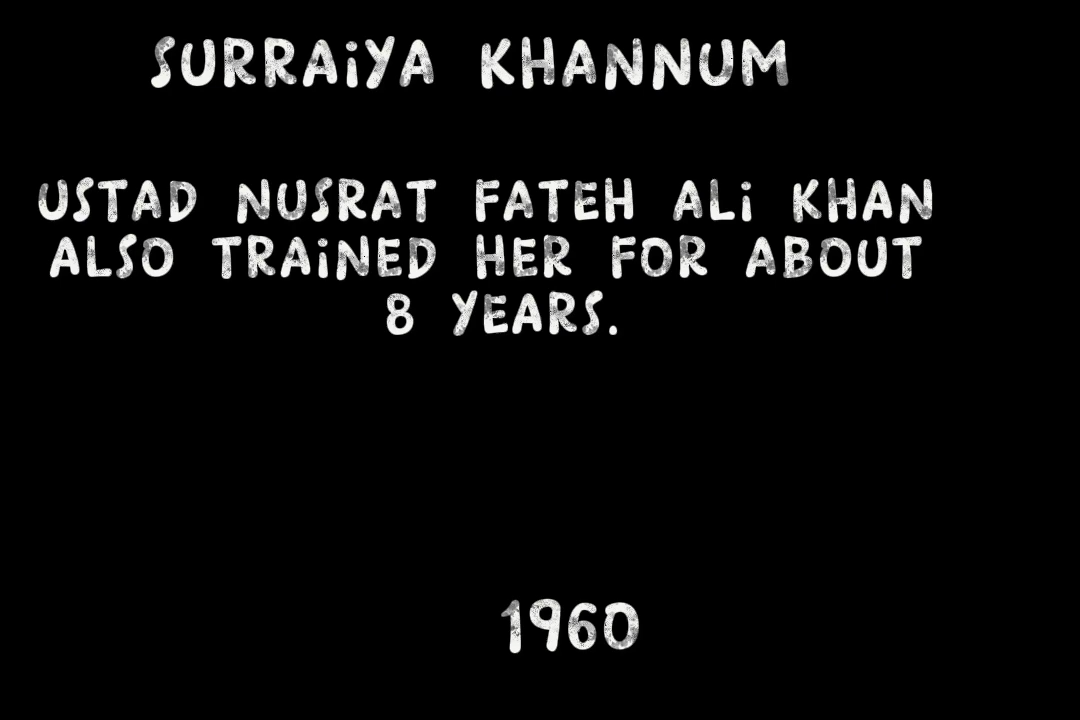 SURRAiYA KHANNUM
USTAD NUSRAT FATEH ALi KHAN
ALSO TRAiNED HER FOR ABOUT
8 YEARS.
1960